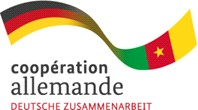 coopération
allemande
DEUTSCHE ZUSAMMENARBEIT